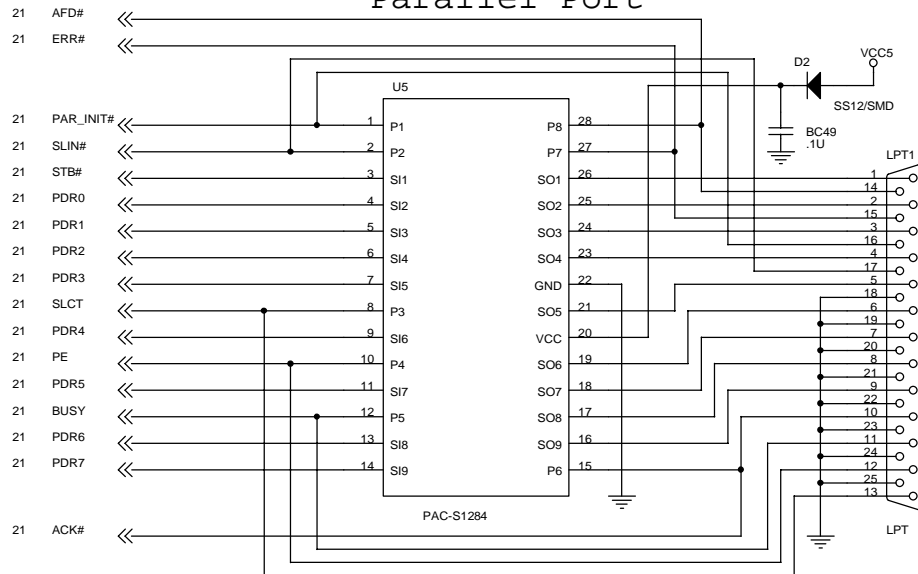 Parallel Port
21 AFD#
21 ERR#
D2 VCC5
SS12/SMD
BC49
.1U
U5
LPT1
21 PAR_INIT# 1 P1 P8 28
21 SLIN# 2 P2 P7 27
21 STB# 3 SI1 SO1 26 1
14
21 PDR0 4 SI2 SO2 25 2
15
21 PDR1 5 SI3 SO3 24 3
16
21 PDR2 6 SI4 SO4 23 4
17
21 PDR3 7 SI5 GND 22 5
18
21 SLCT 8 P3 SO5 21 6
19
21 PDR4 9 SI6 VCC 20 7
20
21 PE 10 P4 SO6 19 8
21
21 PDR5 11 SI7 SO7 18 9
22
21 BUSY 12 P5 SO8 17 10
23
21 PDR6 13 SI8 SO9 16 11
24
21 PDR7 14 SI9 P6 15 12
25
13
PAC-S1284
21 ACK#
LPT